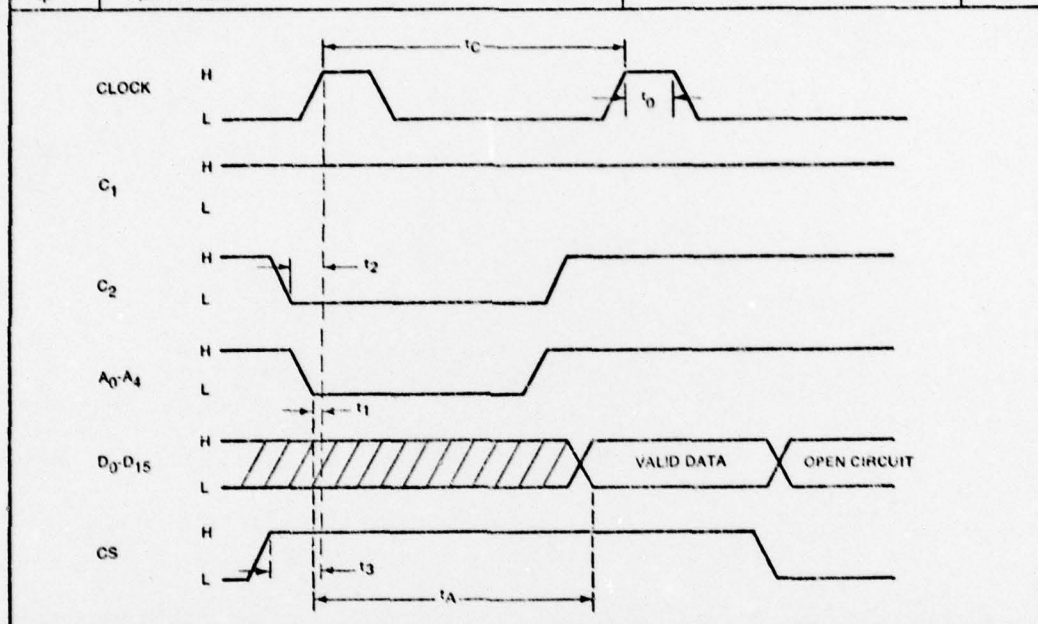 tC
CLOCK H
L t0
C1 H
L
C2 H
L t2
A0-A4 H
L
t1
D0-D15 H
L VALID DATA OPEN CIRCUIT
CS H
L t3
tA